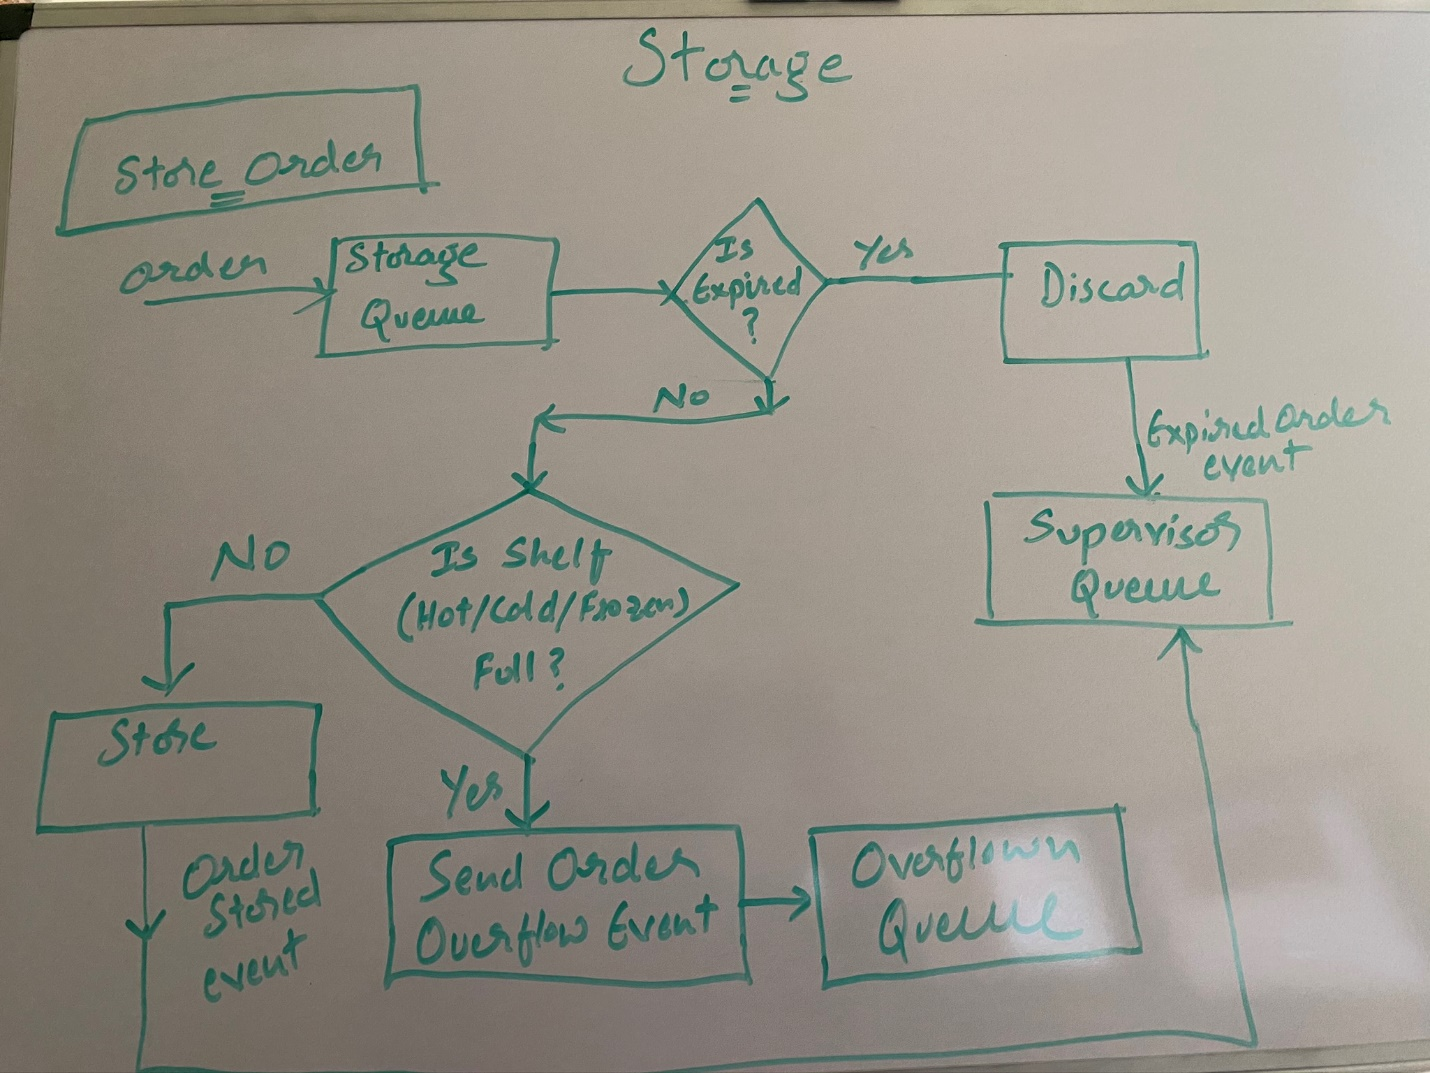 Storage
Store Order
order
Storage
Queue
Is
Expired
?
Yes
Discard
No
Expired Order
event
Supervisor
Queue
NO
Is Shelf
(Hot/Cold/Frozen)
Full?
Store
Yes
Order
Stored
event
Send Order
Overflow Event
Overflown
Queue